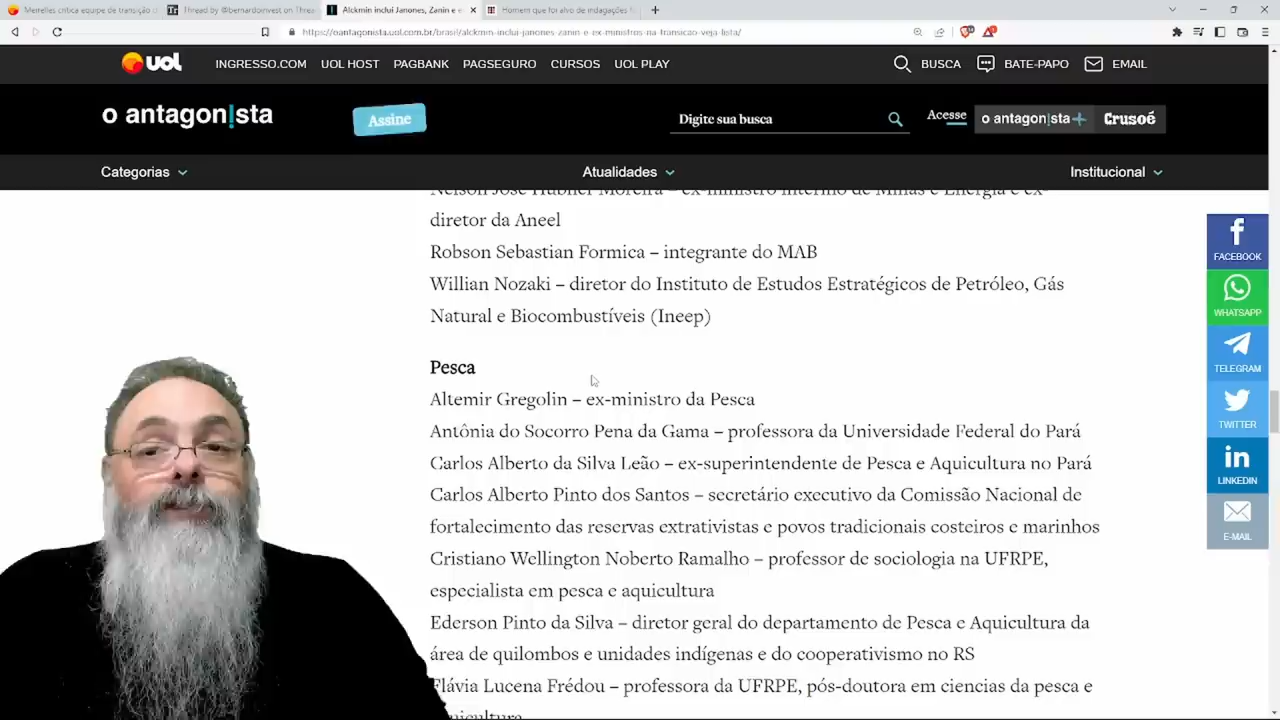 Meirelles critica equipe de transição
Thread by @bernardoinvest on Threa
Alckmin inclui Janones, Zanin e e
Homem que foi alvo de indagações
https://oantagonista.uol.com.br/brasil/alckmin-inclui-janones-zanin-e-ex-ministros-na-transicao-veja-lista/
UOL
INGRESSO.COM UOL HOST PAGBANK PAGSEGURO CURSOS UOL PLAY
BUSCA BATE-PAPO EMAIL
o antagon!sta
Assine
Digite sua busca
Acesse
o antagon!sta+
Crusoé
Categorias
Atualidades
Institucional
Nelson José Hubner Moreira – ex-ministro interino de Minas e Energia e ex-
diretor da Aneel
Robson Sebastian Formica – integrante do MAB
Willian Nozaki – diretor do Instituto de Estudos Estratégicos de Petróleo, Gás
Natural e Biocombustíveis (Ineep)
Pesca
Altemir Gregolin – ex-ministro da Pesca
Antônia do Socorro Pena da Gama – professora da Universidade Federal do Pará
Carlos Alberto da Silva Leão – ex-superintendente de Pesca e Aquicultura no Pará
Carlos Alberto Pinto dos Santos – secretário executivo da Comissão Nacional de
fortalecimento das reservas extrativistas e povos tradicionais costeiros e marinhos
Cristiano Wellington Noberto Ramalho – professor de sociologia na UFRPE,
especialista em pesca e aquicultura
Ederson Pinto da Silva – diretor geral do departamento de Pesca e Aquicultura da
área de quilombos e unidades indígenas e do cooperativismo no RS
Flávia Lucena Frédou – professora da UFRPE, pós-doutora em ciencias da pesca e
FACEBOOK
WHATSAPP
TELEGRAM
TWITTER
LINKEDIN
E-MAIL